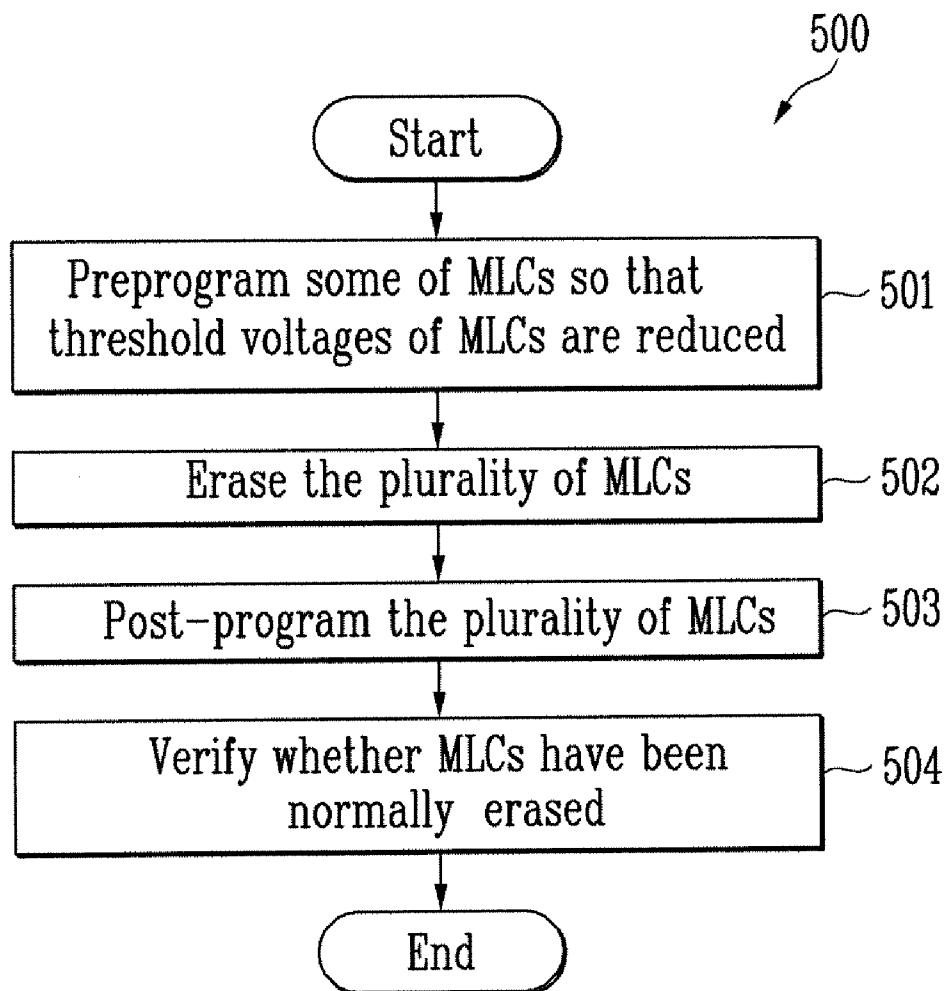 500
Start
Preprogram some of MLCs so that
threshold voltages of MLCs are reduced
501
Erase the plurality of MLCs
502
Post-program the plurality of MLCs
503
Verify whether MLCs have been
normally erased
504
End